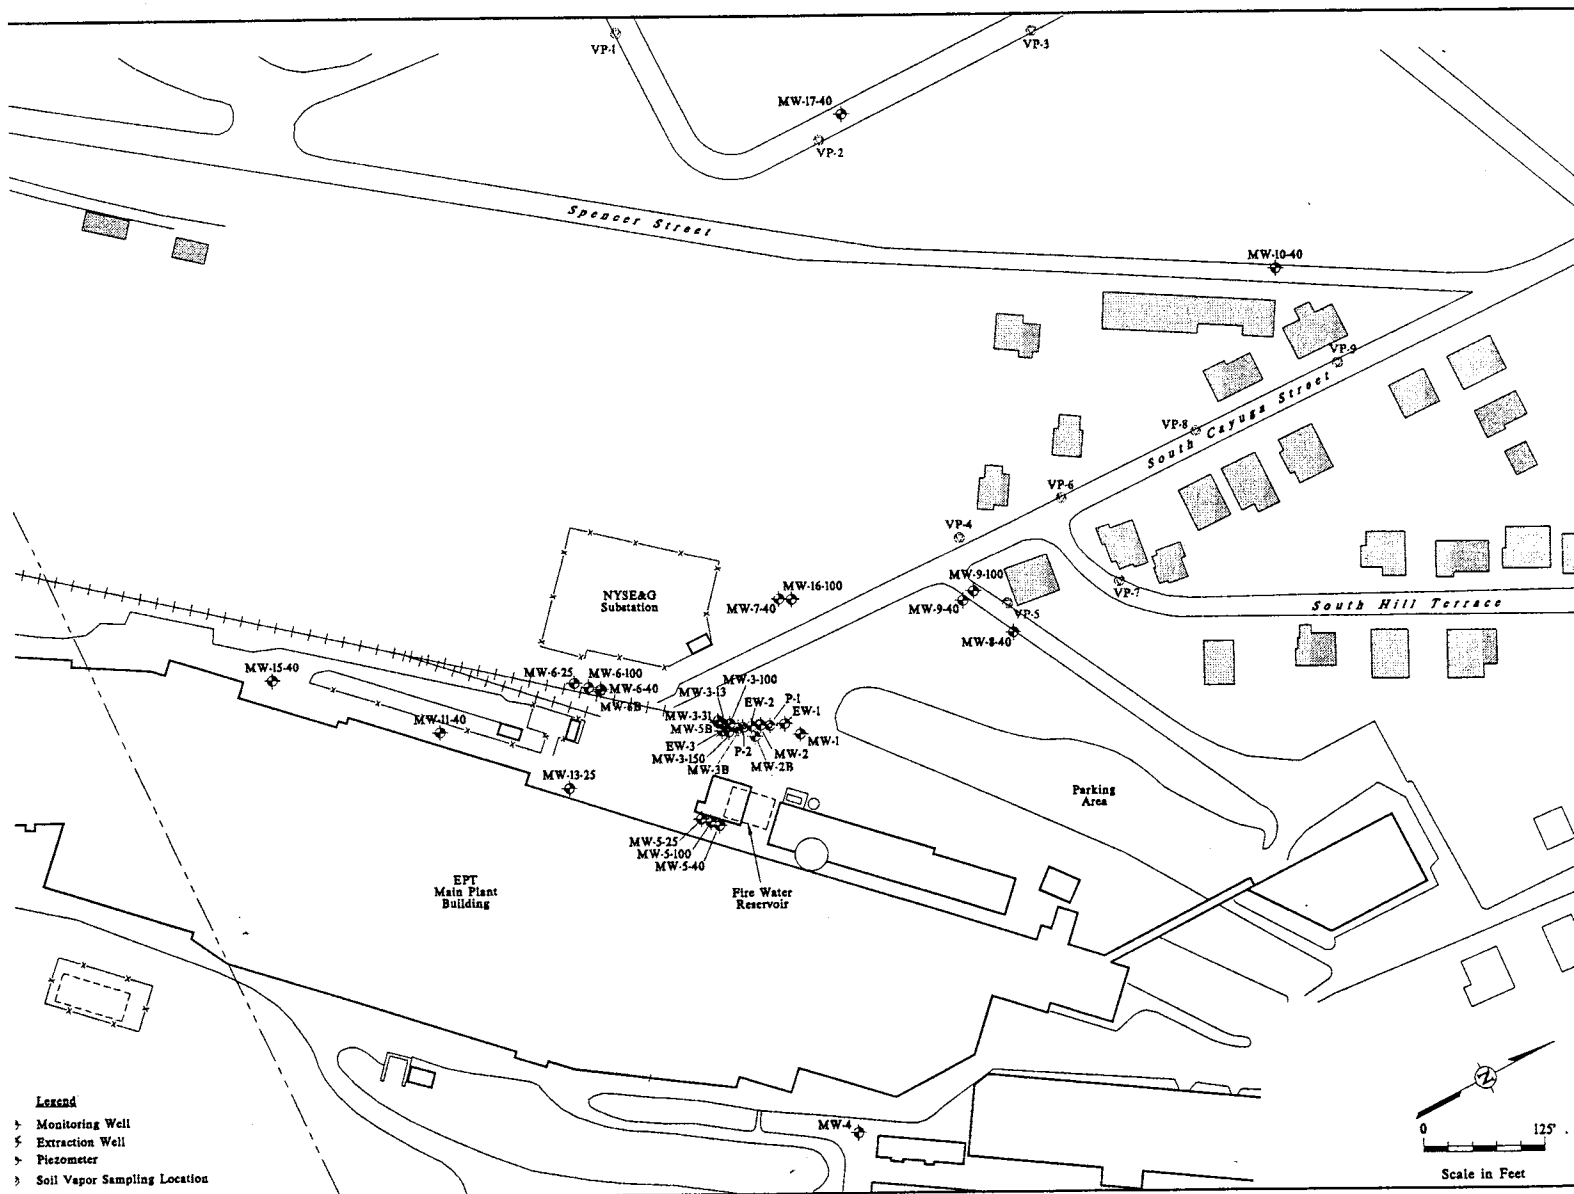 VP-1
VP-3
MW-17-40
VP-2
Spencer Street
MW-10-40
VP-9
South Cayuga Street
VP-8
VP-6
VP-4
NYSE&G
Substation
MW-16-100
MW-7-40
MW-9-100
MW-9-40
VP-5
VP-7
South Hill Terrace
MW-8-40
MW-15-40
MW-6-25
MW-6-100
MW-6-40
MW-6B
MW-3-100
MW-3-13
MW-3-31
MW-5B
EW-3
MW-3-150
MW-3B
EW-2
P-1
EW-1
MW-1
P-2
MW-2
MW-2B
MW-11-40
MW-13-25
Parking
Area
MW-5-25
MW-5-100
MW-5-40
Fire Water
Reservoir
EPT
Main Plant
Building
MW-4
Legend
Monitoring Well
Extraction Well
Piezometer
Soil Vapor Sampling Location
N
0 125'
Scale in Feet